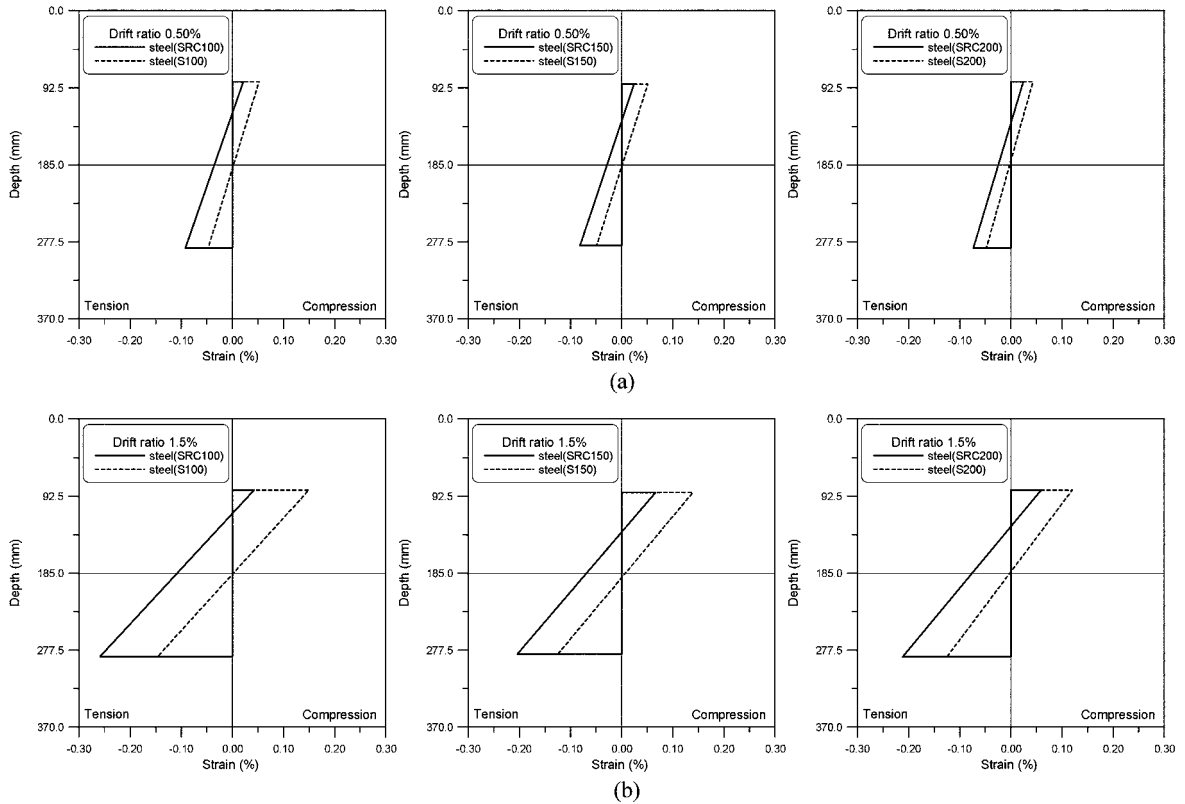 0.0
92.5
185.0
277.5
370.0
Depth (mm)
Drift ratio 0.50%
steel(SRC100)
steel(S100)
Tension
Compression
-0.30 -0.20 -0.10 0.00 0.10 0.20 0.30
Strain (%)
0.0
92.5
185.0
277.5
370.0
Depth (mm)
Drift ratio 0.50%
steel(SRC150)
steel(S150)
Tension
Compression
-0.30 -0.20 -0.10 0.00 0.10 0.20 0.30
Strain (%)
0.0
92.5
185.0
277.5
370.0
Depth (mm)
Drift ratio 0.50%
steel(SRC200)
steel(S200)
Tension
Compression
-0.30 -0.20 -0.10 0.00 0.10 0.20 0.30
Strain (%)
(a)
0.0
92.5
185.0
277.5
370.0
Depth (mm)
Drift ratio 1.5%
steel(SRC100)
steel(S100)
Tension
Compression
-0.30 -0.20 -0.10 0.00 0.10 0.20 0.30
Strain (%)
0.0
92.5
185.0
277.5
370.0
Depth (mm)
Drift ratio 1.5%
steel(SRC150)
steel(S150)
Tension
Compression
-0.30 -0.20 -0.10 0.00 0.10 0.20 0.30
Strain (%)
0.0
92.5
185.0
277.5
370.0
Depth (mm)
Drift ratio 1.5%
steel(SRC200)
steel(S200)
Tension
Compression
-0.30 -0.20 -0.10 0.00 0.10 0.20 0.30
Strain (%)
(b)